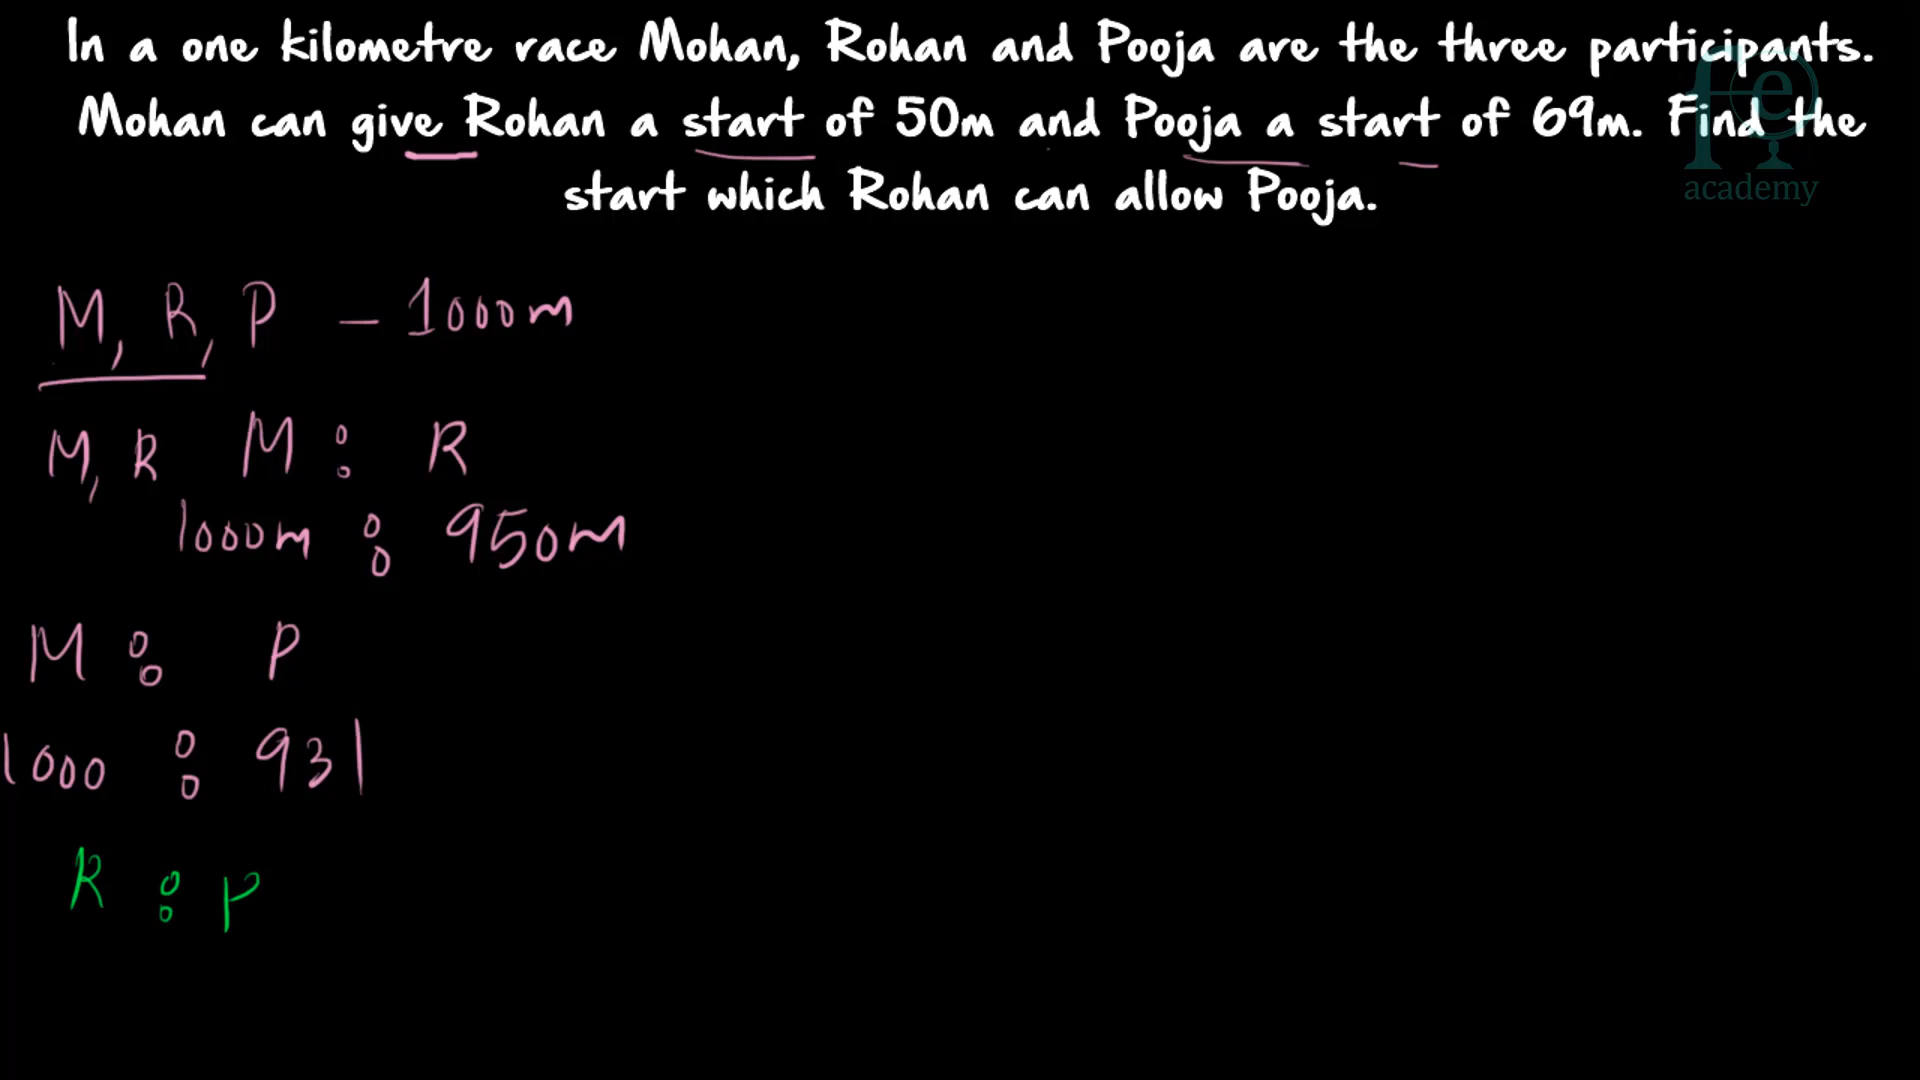 In a one kilometre race Mohan, Rohan and Pooja are the three participants.
Mohan can give Rohan a start of 50m and Pooja a start of 69m. Find the
start which Rohan can allow Pooja.
fe
academy
M, R, P - 1000m
M, R M : R
1000m : 950m
M : P
1000 : 931
R : P